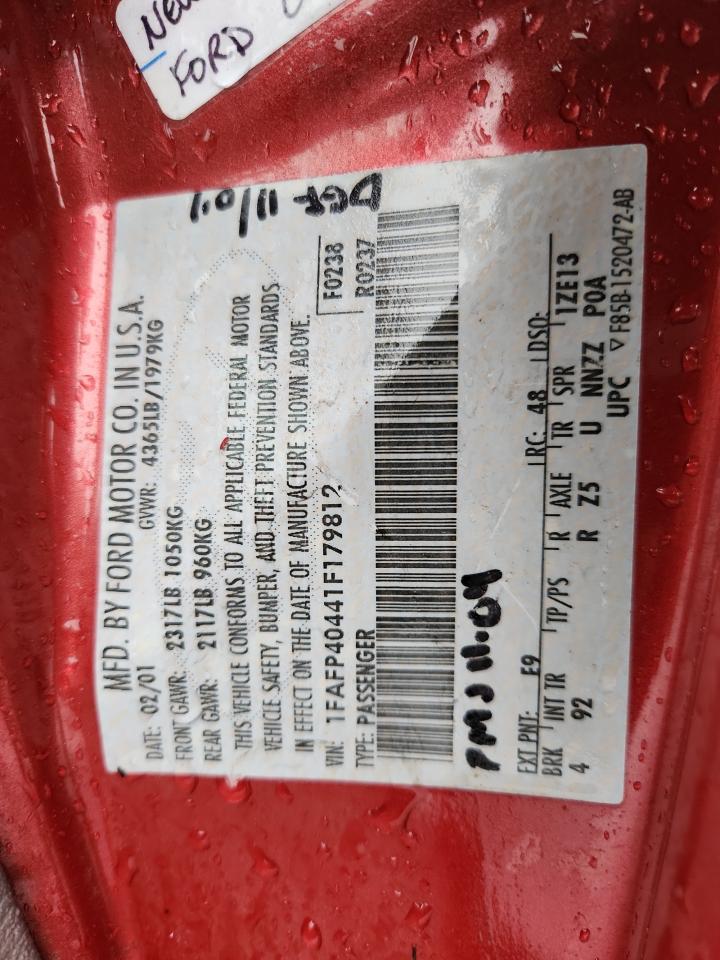 FORD
DGF 11/01
MFD. BY FORD MOTOR CO. IN U.S.A.
DATE: 02/01 GVWR: 4365LB/1979KG
FRONT GAWR: 2317LB 1050KG
REAR GAWR: 2117LB 960KG
THIS VEHICLE CONFORMS TO ALL APPLICABLE FEDERAL MOTOR
VEHICLE SAFETY, BUMPER, AND THEFT PREVENTION STANDARDS
IN EFFECT ON THE DATE OF MANUFACTURE SHOWN ABOVE.
VIN: 1FAFP40441F179812 F0238
TYPE: PASSENGER R0237
PMJ 11.04
EXT PNT: E9 RC: 48 DSO:
BRK INT TR TP/PS R AXLE TR SPR 1ZE13
4 92 R Z5 U NNZZ P0A
UPC ▽ F85B-1520472-AB